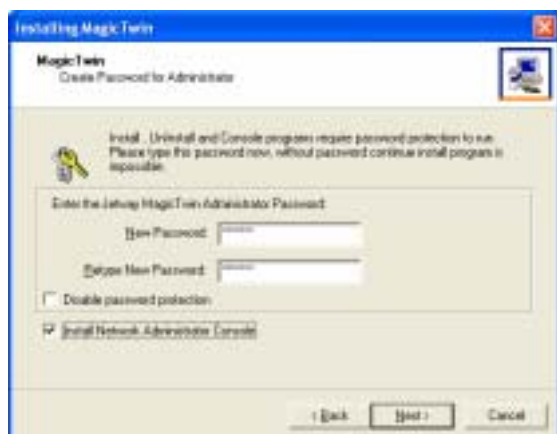 Installing MagicTwin
MagicTwin
Create Password for Administrator
Install , Uninstall and Console programs require password protection to run.
Please type this password now, without password continue install program is
impossible.
Enter the Jetway MagicTwin Administrator Password:
New Password:
Retype New Password:
Disable password protection
Install Network Administrator Console
< Back
Next >
Cancel